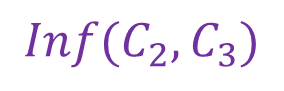 Inf(C₂, C₃)